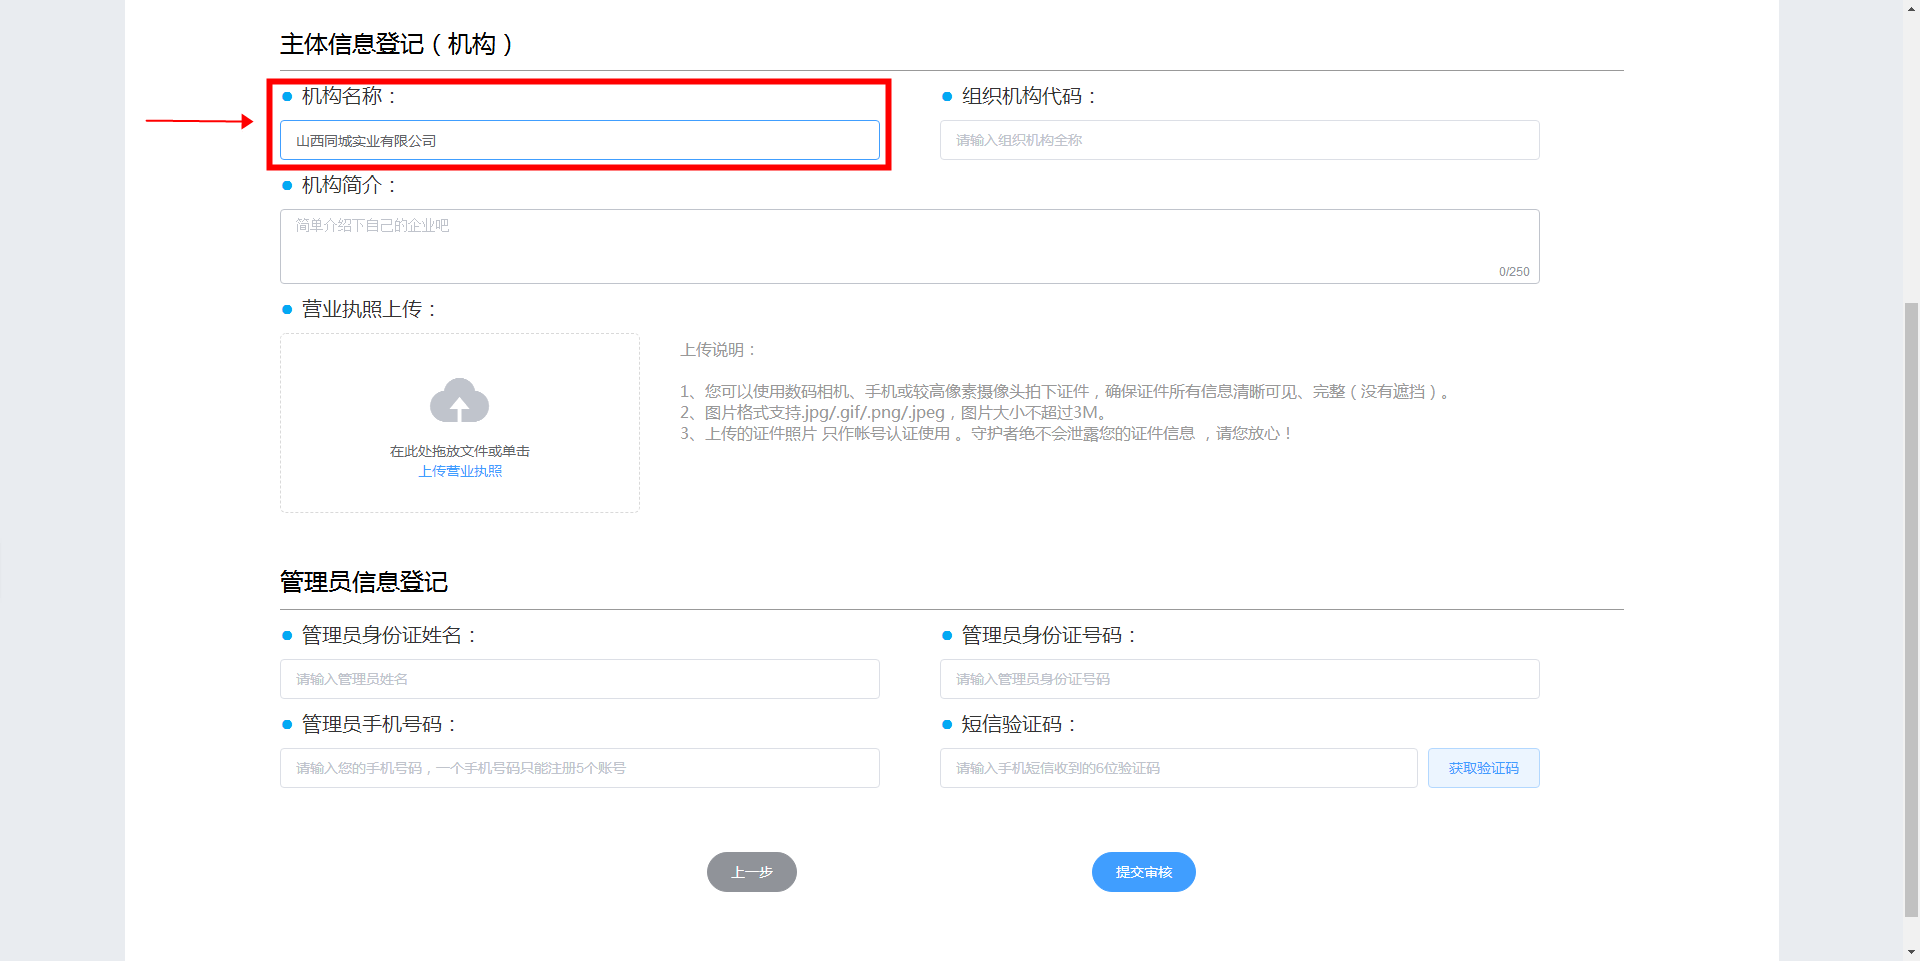 主体信息登记（机构）
机构名称：
组织机构代码：
山西同城实业有限公司
请输入组织机构全称
机构简介：
简单介绍下自己的企业吧
0/250
营业执照上传：
上传说明：
1、您可以使用数码相机、手机或较高像素摄像头拍下证件，确保证件所有信息清晰可见、完整（没有遮挡）。
2、图片格式支持.jpg/.gif/.png/.jpeg，图片大小不超过3M。
3、上传的证件照片 只作帐号认证使用 。守护者绝不会泄露您的证件信息 ，请您放心！
在此处拖放文件或单击
上传营业执照
管理员信息登记
管理员身份证姓名：
管理员身份证号码：
请输入管理员姓名
请输入管理员身份证号码
管理员手机号码：
短信验证码：
请输入您的手机号码，一个手机号码只能注册5个账号
请输入手机短信收到的6位验证码
获取验证码
上一步
提交审核